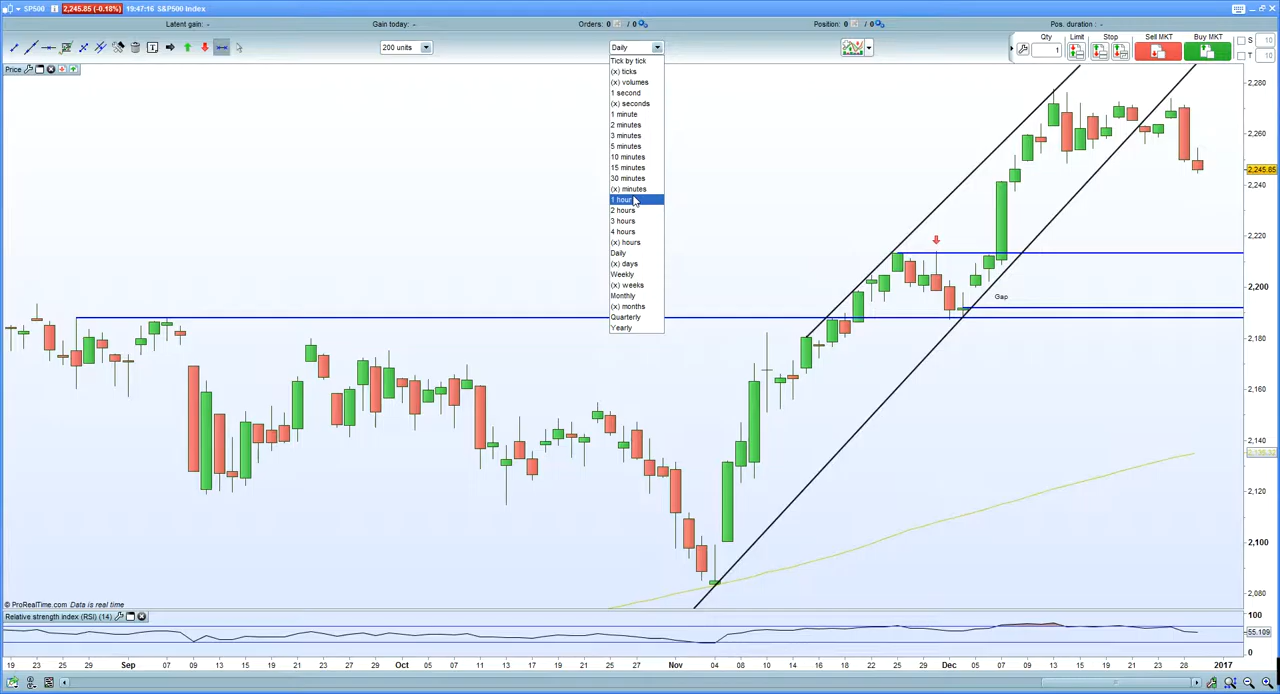 SP500 2,245.85 (-0.18%) 19:47:16 S&P500 Index
Latent gain: - Gain today: - Orders: 0 / 0 Position: 0 / 0 Pos. duration : -
200 units Daily Qty Limit Stop Sell MKT Buy MKT S 10
1 T 10
Price
Tick by tick
(x) ticks
(x) volumes
1 second
(x) seconds
1 minute
2 minutes
3 minutes
5 minutes
10 minutes
15 minutes
30 minutes
(x) minutes
1 hour
2 hours
3 hours
4 hours
(x) hours
Daily
(x) days
Weekly
(x) weeks
Monthly
(x) months
Quarterly
Yearly
Gap
2,280
2,260
2,245.85
2,240
2,220
2,200
2,180
2,160
2,140
2,120
2,100
2,080
© ProRealTime.com Data is real time
Relative strength index (RSI) (14)
100
55.109
0
19 23 25 29 Sep 07 09 13 15 19 21 23 27 29 Oct 05 07 11 13 17 19 21 25 27 31 Nov 04 08 10 14 16 18 22 25 29 Dec 05 07 09 13 15 19 21 23 28 2017